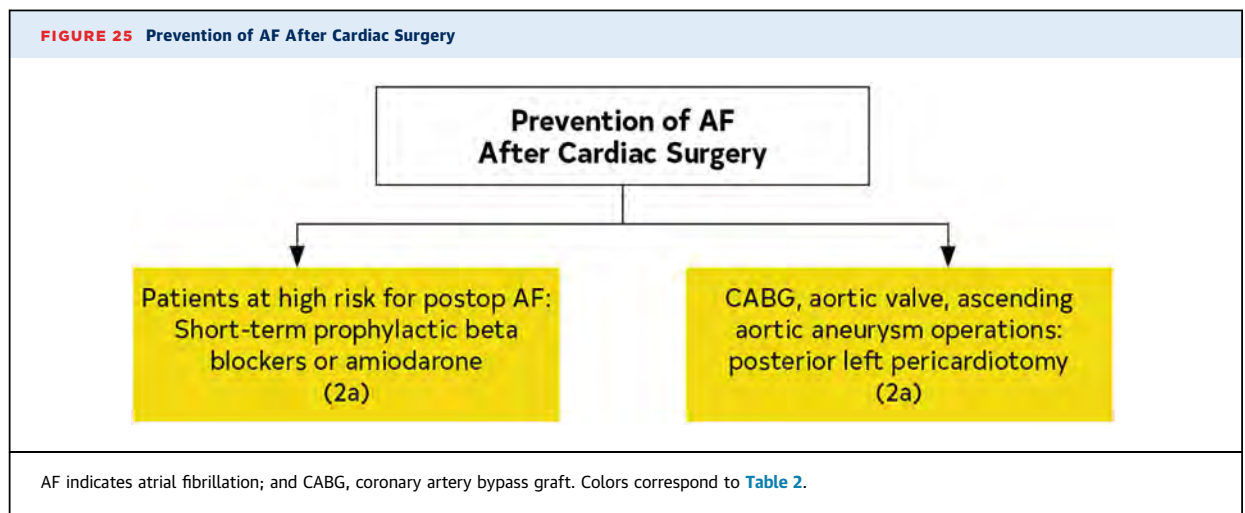 FIGURE 25 Prevention of AF After Cardiac Surgery
Prevention of AF
After Cardiac Surgery
Patients at high risk for postop AF:
Short-term prophylactic beta
blockers or amiodarone
(2a)
CABG, aortic valve, ascending
aortic aneurysm operations:
posterior left pericardiotomy
(2a)
AF indicates atrial fibrillation; and CABG, coronary artery bypass graft. Colors correspond to Table 2.